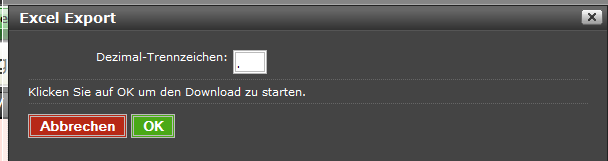 Excel Export
Dezimal-Trennzeichen: ,
Klicken Sie auf OK um den Download zu starten.
Abbrechen OK